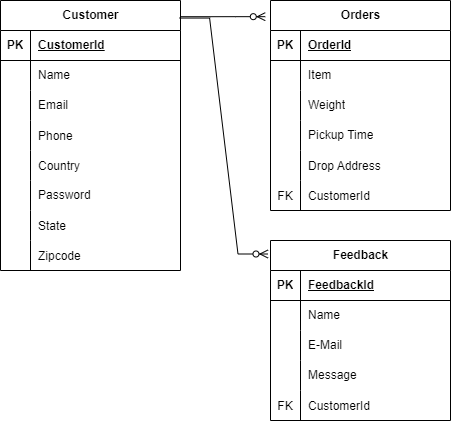 Customer
PK CustomerId
Name
Email
Phone
Country
Password
State
Zipcode
Orders
PK OrderId
Item
Weight
Pickup Time
Drop Address
FK CustomerId
Feedback
PK FeedbackId
Name
E-Mail
Message
FK CustomerId